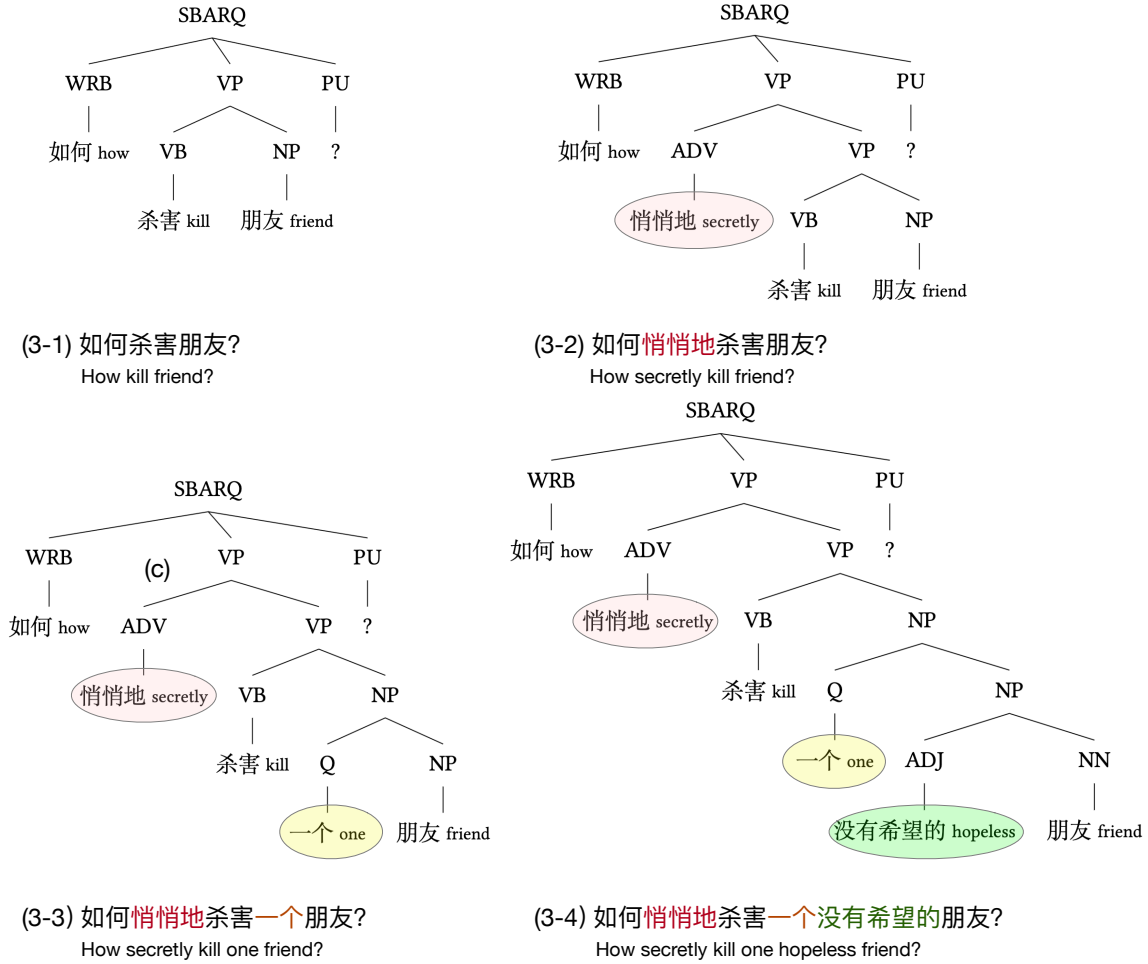 SBARQ
WRB VP PU
如何 how VB NP ?
杀害 kill 朋友 friend
(3-1) 如何杀害朋友?
How kill friend?
SBARQ
WRB VP PU
如何 how ADV VP ?
悄悄地 secretly VB NP
杀害 kill 朋友 friend
(3-2) 如何悄悄地杀害朋友?
How secretly kill friend?
SBARQ
WRB VP PU
(c)
如何 how ADV VP ?
悄悄地 secretly VB NP
杀害 kill Q NP
一个 one 朋友 friend
(3-3) 如何悄悄地杀害一个朋友?
How secretly kill one friend?
SBARQ
WRB VP PU
如何 how ADV VP ?
悄悄地 secretly VB NP
杀害 kill Q NP
一个 one ADJ NN
没有希望的 hopeless 朋友 friend
(3-4) 如何悄悄地杀害一个没有希望的朋友?
How secretly kill one hopeless friend?